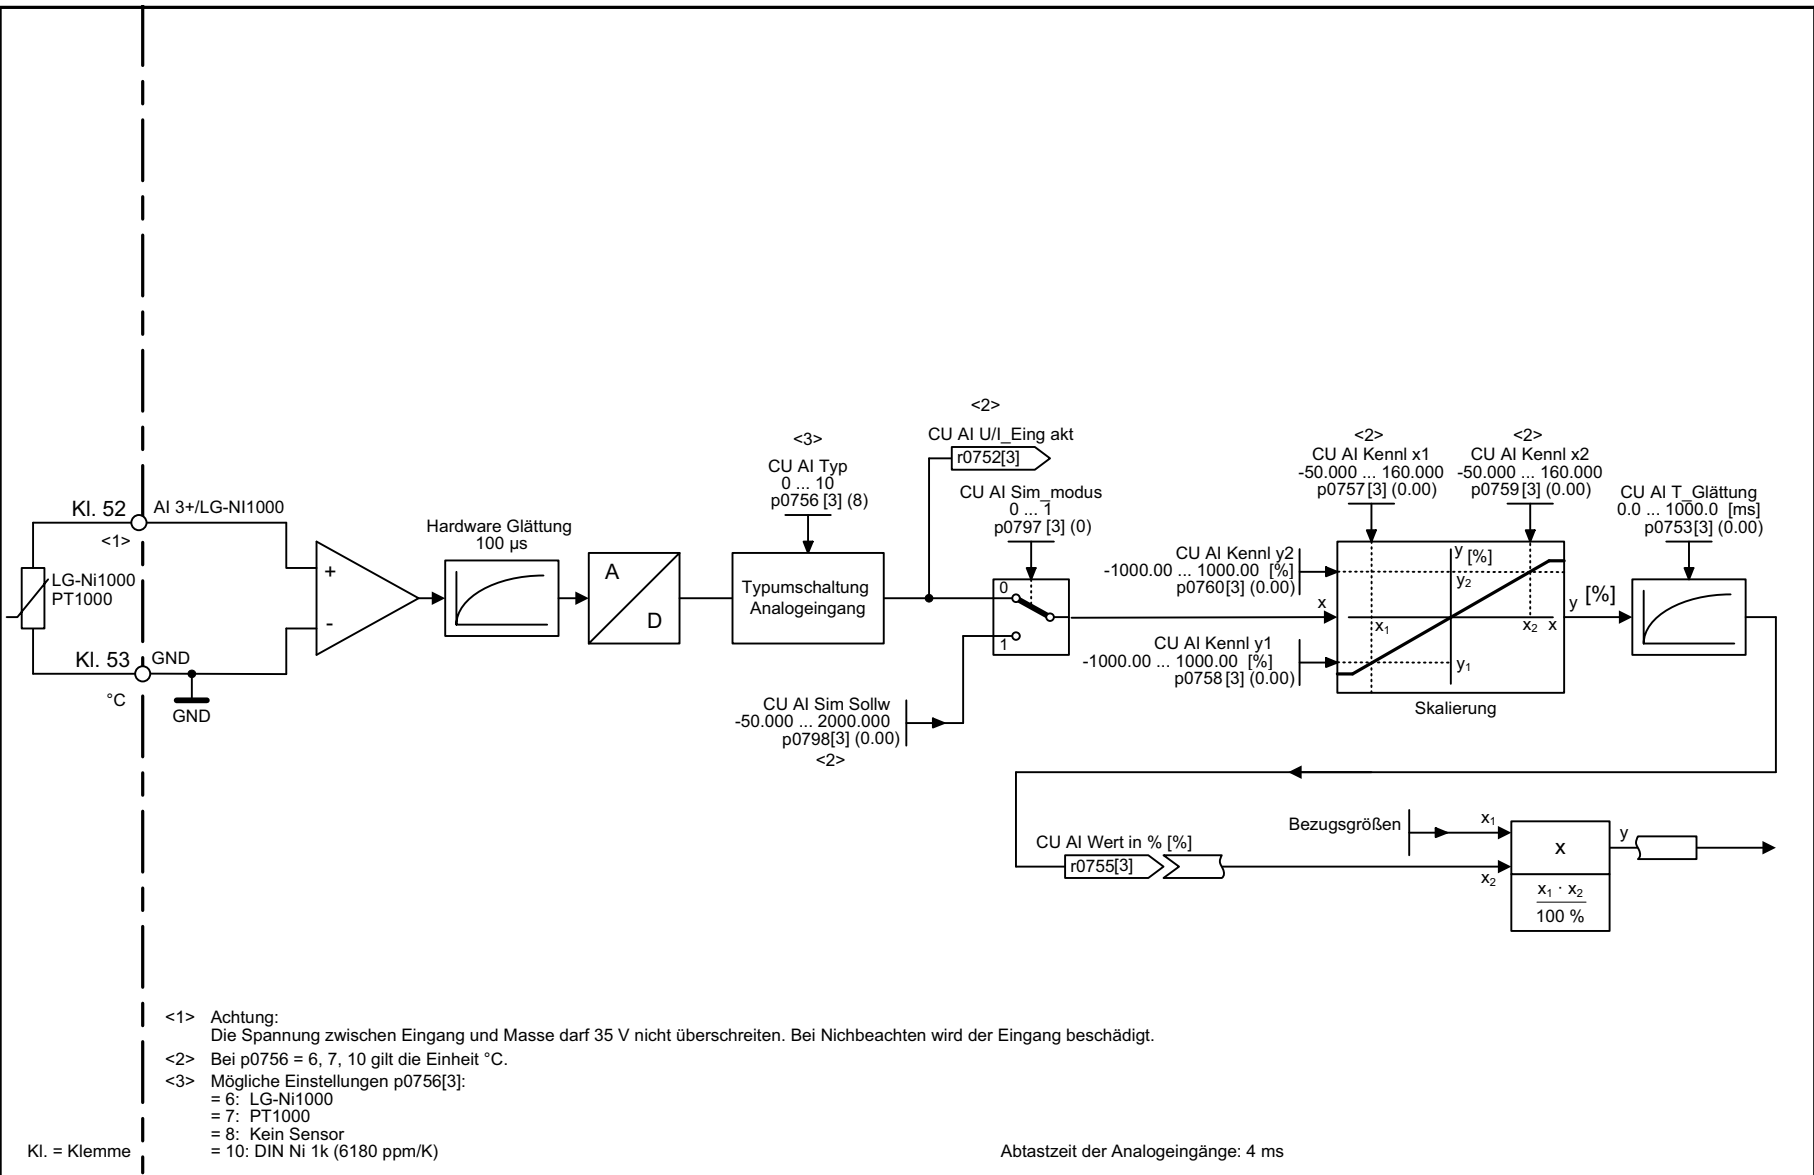 <2>
CU AI U/I_Eing akt
r0752[3]
<3>
CU AI Typ
0 ... 10
p0756 [3] (8)
CU AI Sim_modus
0 ... 1
p0797 [3] (0)
<2>
CU AI Kennl x1
-50.000 ... 160.000
p0757[3] (0.00)
<2>
CU AI Kennl x2
-50.000 ... 160.000
p0759[3] (0.00)
CU AI T_Glättung
0.0 ... 1000.0 [ms]
p0753[3] (0.00)
Kl. 52
AI 3+/LG-NI1000
<1>
LG-Ni1000
PT1000
Kl. 53
GND
°C
GND
+
-
Hardware Glättung
100 µs
A
D
Typumschaltung
Analogeingang
0
1
CU AI Sim Sollw
-50.000 ... 2000.000
p0798[3] (0.00)
<2>
CU AI Kennl y2
-1000.00 ... 1000.00 [%]
p0760[3] (0.00)
x
CU AI Kennl y1
-1000.00 ... 1000.00 [%]
p0758[3] (0.00)
y [%]
y₂
x₁
x₂ x
y₁
Skalierung
y [%]
CU AI Wert in % [%]
r0755[3]
Bezugsgrößen
x₁
x₂
x
x₁ · x₂
100 %
y
<1> Achtung:
Die Spannung zwischen Eingang und Masse darf 35 V nicht überschreiten. Bei Nichbeachten wird der Eingang beschädigt.
<2> Bei p0756 = 6, 7, 10 gilt die Einheit °C.
<3> Mögliche Einstellungen p0756[3]:
= 6: LG-Ni1000
= 7: PT1000
= 8: Kein Sensor
= 10: DIN Ni 1k (6180 ppm/K)
Kl. = Klemme
Abtastzeit der Analogeingänge: 4 ms